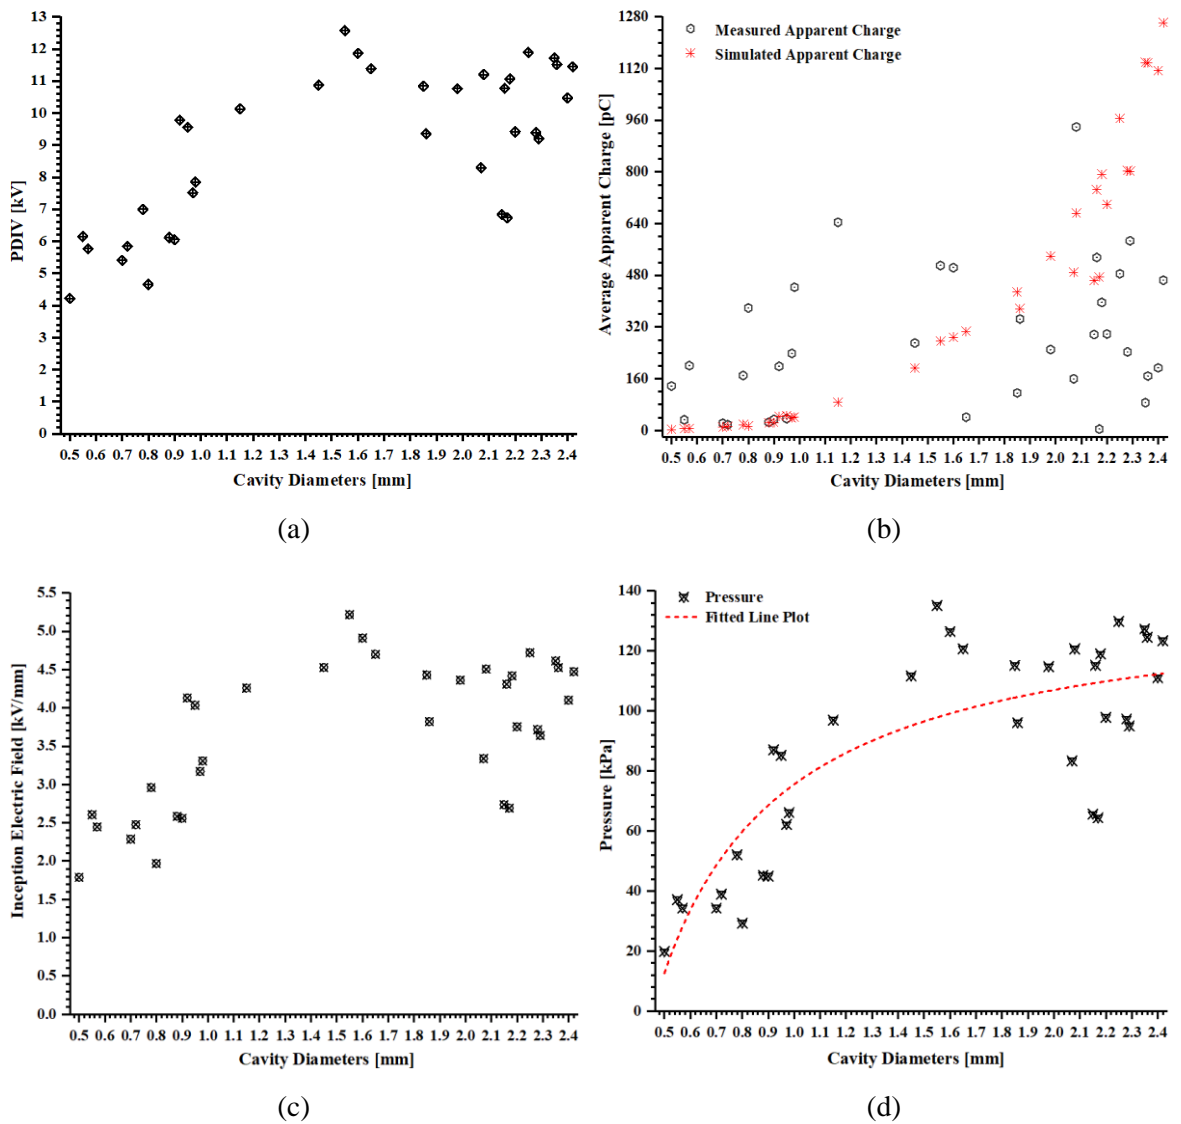 13
12
11
10
9
8
7
6
5
4
3
2
1
0
PDIV [kV]
0.5 0.6 0.7 0.8 0.9 1.0 1.1 1.2 1.3 1.4 1.5 1.6 1.7 1.8 1.9 2.0 2.1 2.2 2.3 2.4
Cavity Diameters [mm]
(a)
1280
1120
960
800
640
480
320
160
0
Average Apparent Charge [pC]
Measured Apparent Charge
Simulated Apparent Charge
0.5 0.6 0.7 0.8 0.9 1.0 1.1 1.2 1.3 1.4 1.5 1.6 1.7 1.8 1.9 2.0 2.1 2.2 2.3 2.4
Cavity Diameters [mm]
(b)
5.5
5.0
4.5
4.0
3.5
3.0
2.5
2.0
1.5
1.0
0.5
0.0
Inception Electric Field [kV/mm]
0.5 0.6 0.7 0.8 0.9 1.0 1.1 1.2 1.3 1.4 1.5 1.6 1.7 1.8 1.9 2.0 2.1 2.2 2.3 2.4
Cavity Diameters [mm]
(c)
140
120
100
80
60
40
20
0
Pressure [kPa]
Pressure
Fitted Line Plot
0.5 0.6 0.7 0.8 0.9 1.0 1.1 1.2 1.3 1.4 1.5 1.6 1.7 1.8 1.9 2.0 2.1 2.2 2.3 2.4
Cavity Diameters [mm]
(d)